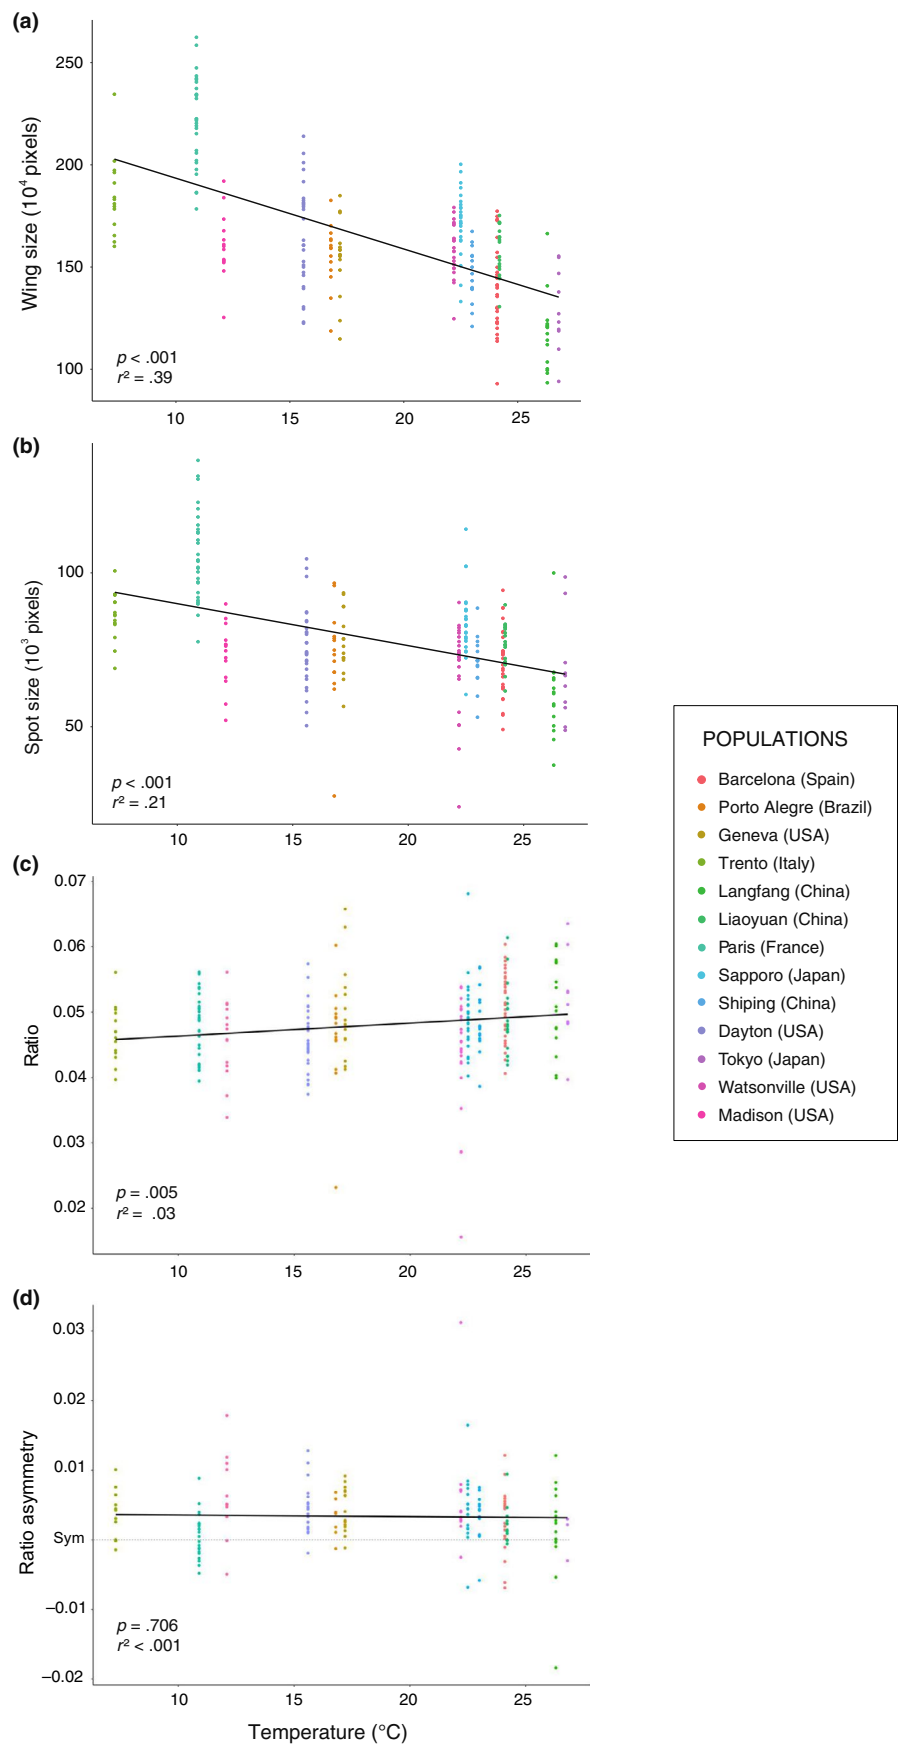 (a)
250
200
150
100
Wing size (10⁴ pixels)
p < .001
r² = .39
10 15 20 25
(b)
100
50
Spot size (10³ pixels)
p < .001
r² = .21
10 15 20 25
(c)
0.07
0.06
0.05
0.04
0.03
0.02
Ratio
p = .005
r² = .03
10 15 20 25
(d)
0.03
0.02
0.01
Sym
−0.01
−0.02
Ratio asymmetry
p = .706
r² < .001
10 15 20 25
Temperature (°C)
POPULATIONS
Barcelona (Spain)
Porto Alegre (Brazil)
Geneva (USA)
Trento (Italy)
Langfang (China)
Liaoyuan (China)
Paris (France)
Sapporo (Japan)
Shiping (China)
Dayton (USA)
Tokyo (Japan)
Watsonville (USA)
Madison (USA)